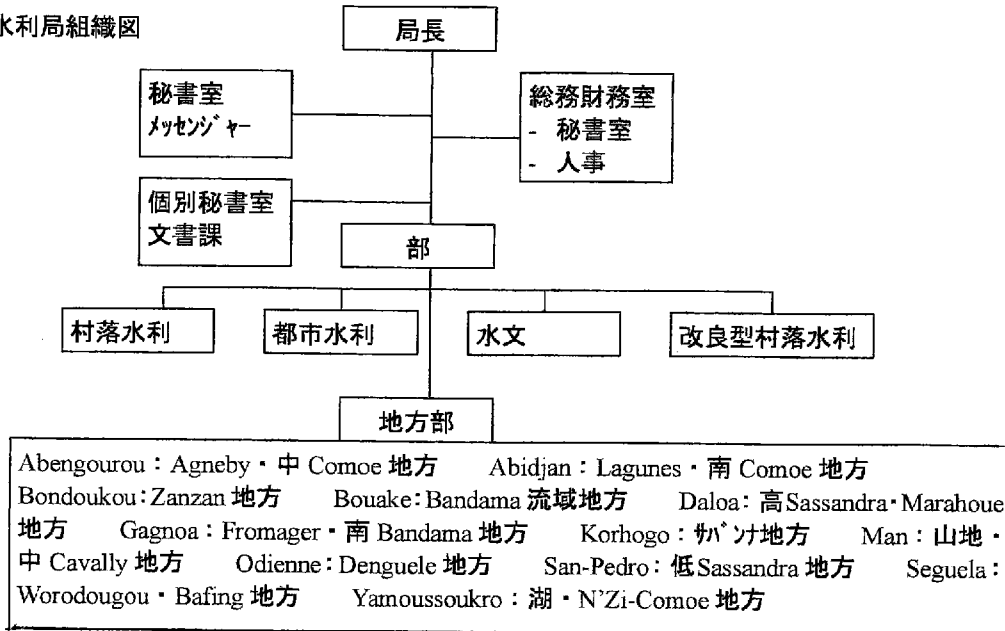 水利局組織図
局長
秘書室
メッセンジャー
総務財務室
- 秘書室
- 人事
個別秘書室
文書課
部
村落水利
都市水利
水文
改良型村落水利
地方部
Abengourou：Agneby・中 Comoe 地方 Abidjan：Lagunes・南 Comoe 地方
Bondoukou：Zanzan 地方 Bouake：Bandama 流域地方 Daloa：高 Sassandra・Marahoue
地方 Gagnoa：Fromager・南 Bandama 地方 Korhogo：サバンナ地方 Man：山地・
中 Cavally 地方 Odienne：Denguele 地方 San-Pedro：低 Sassandra 地方 Seguela：
Worodougou・Bafing 地方 Yamoussoukro：湖・N'Zi-Comoe 地方